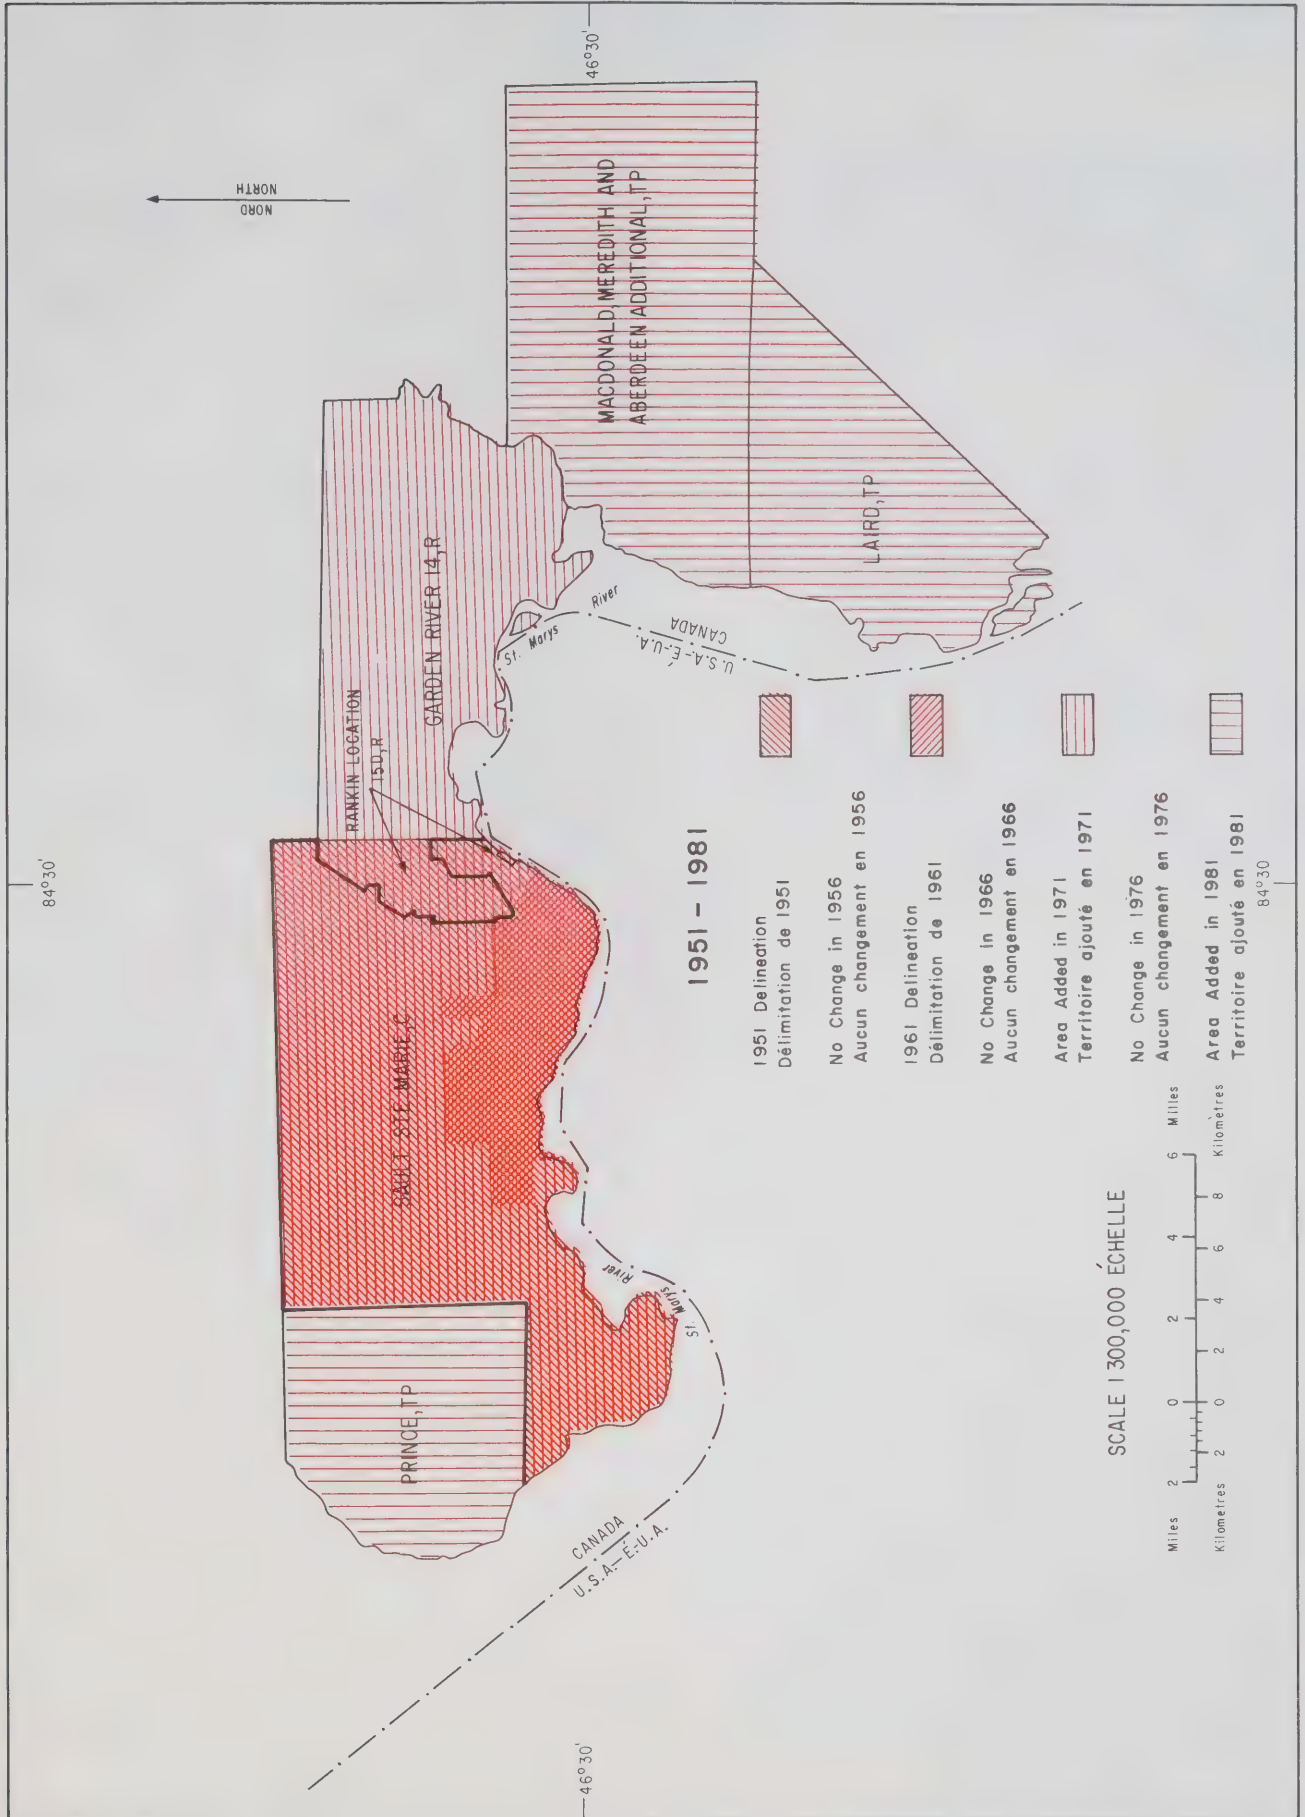 84°30'
46°30'
NORD
NORTH
PRINCE,TP
SAULT STE MARIE,C
RANKIN LOCATION
15D,R
GARDEN RIVER 14,R
MACDONALD, MEREDITH AND
ABERDEEN ADDITIONAL,TP
LAIRD,TP
St. Marys
River
St. Marys
River
CANADA
U.S.A.-É.-U.A.
CANADA
U.S.A.-É.-U.A.
46°30'
1951 - 1981
1951 Delineation
Délimitation de 1951
No Change in 1956
Aucun changement en 1956
1961 Delineation
Délimitation de 1961
No Change in 1966
Aucun changement en 1966
Area Added in 1971
Territoire ajouté en 1971
No Change in 1976
Aucun changement en 1976
Area Added in 1981
Territoire ajouté en 1981
SCALE 1 300,000 ÉCHELLE
Miles 2 0 2 4 6 Milles
Kilometres 2 0 2 4 6 8 Kilomètres
84°30